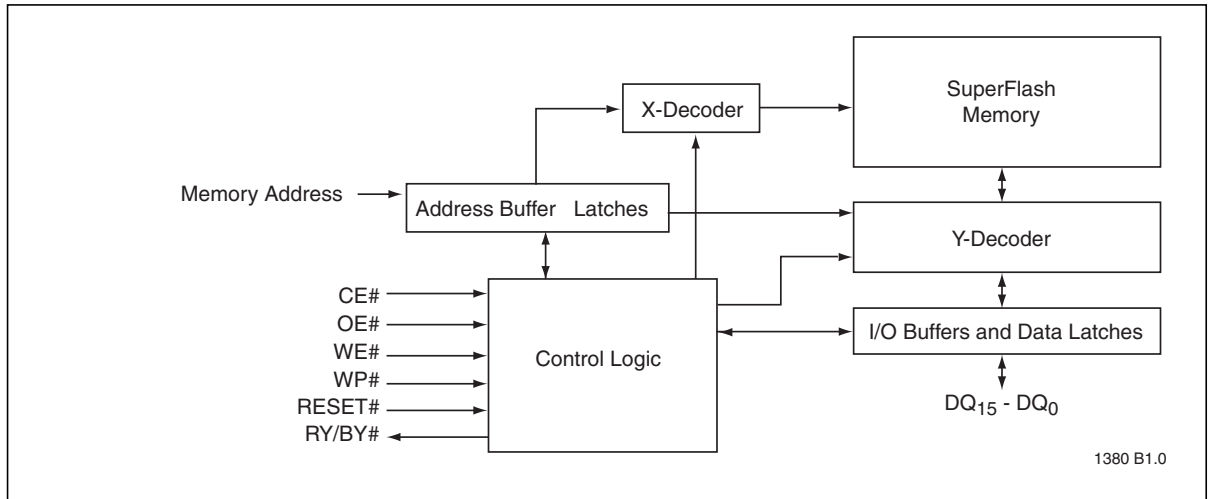 SuperFlash
Memory
X-Decoder
Memory Address
Address Buffer Latches
Y-Decoder
CE#
OE#
WE#
WP#
RESET#
RY/BY#
Control Logic
I/O Buffers and Data Latches
DQ15 - DQ0
1380 B1.0